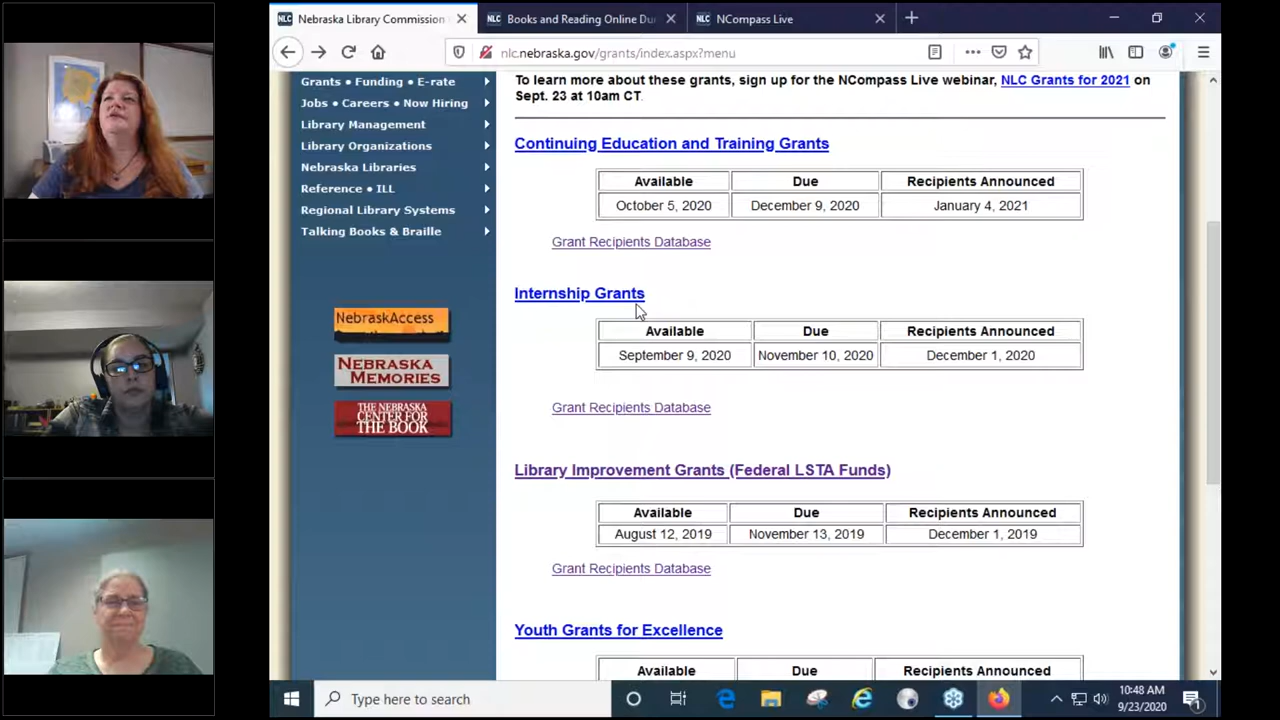 Nebraska Library Commission
Books and Reading Online Du
NCompass Live
nlc.nebraska.gov/grants/index.aspx?menu
Grants • Funding • E-rate
Jobs • Careers • Now Hiring
Library Management
Library Organizations
Nebraska Libraries
Reference • ILL
Regional Library Systems
Talking Books & Braille
NebraskAccess
NEBRASKA
MEMORIES
THE NEBRASKA
CENTER FOR
THE BOOK
To learn more about these grants, sign up for the NCompass Live webinar, NLC Grants for 2021 on
Sept. 23 at 10am CT.
Continuing Education and Training Grants
Available Due Recipients Announced
October 5, 2020 December 9, 2020 January 4, 2021
Grant Recipients Database
Internship Grants
Available Due Recipients Announced
September 9, 2020 November 10, 2020 December 1, 2020
Grant Recipients Database
Library Improvement Grants (Federal LSTA Funds)
Available Due Recipients Announced
August 12, 2019 November 13, 2019 December 1, 2019
Grant Recipients Database
Youth Grants for Excellence
Available Due Recipients Announced
Type here to search
10:48 AM
9/23/2020